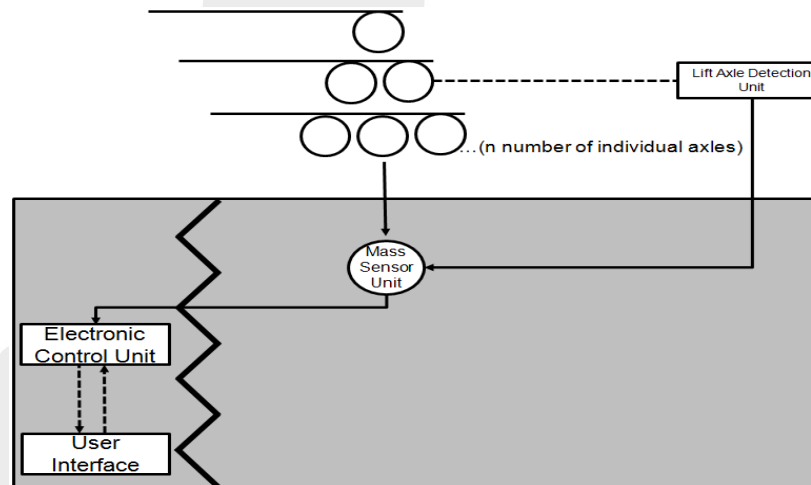 Lift Axle Detection
Unit
...(n number of individual axles)
Mass
Sensor
Unit
Electronic
Control Unit
User
Interface